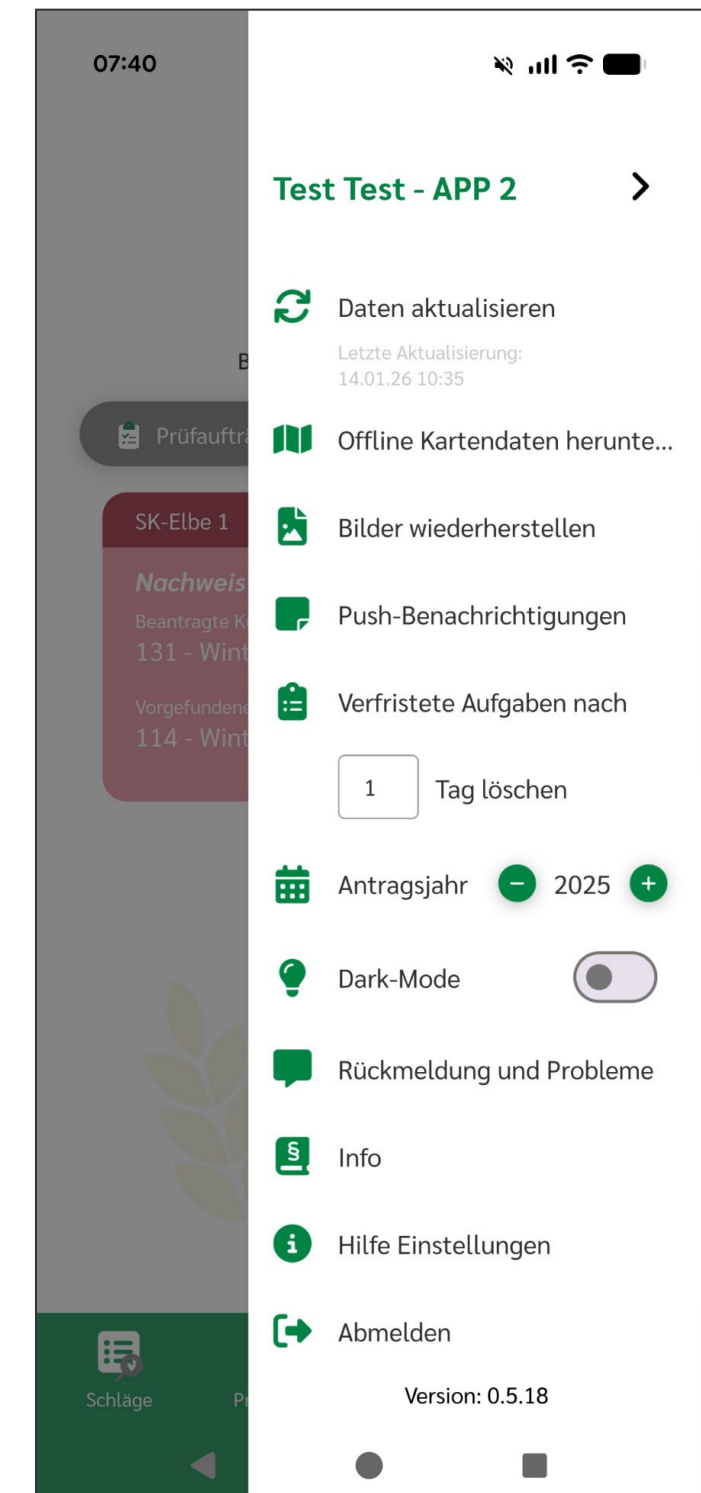 07:40
Test Test - APP 2
Daten aktualisieren
Letzte Aktualisierung:
14.01.26 10:35
Offline Kartendaten herunte...
Bilder wiederherstellen
Push-Benachrichtigungen
Verfristete Aufgaben nach
1 Tag löschen
Antragsjahr 2025
Dark-Mode
Rückmeldung und Probleme
Info
Hilfe Einstellungen
Abmelden
Version: 0.5.18
B
Prüfaufträ
SK-Elbe 1
Nachweis
Beantragte K
131 - Wint
Vorgefundene
114 - Wint
Schläge
P